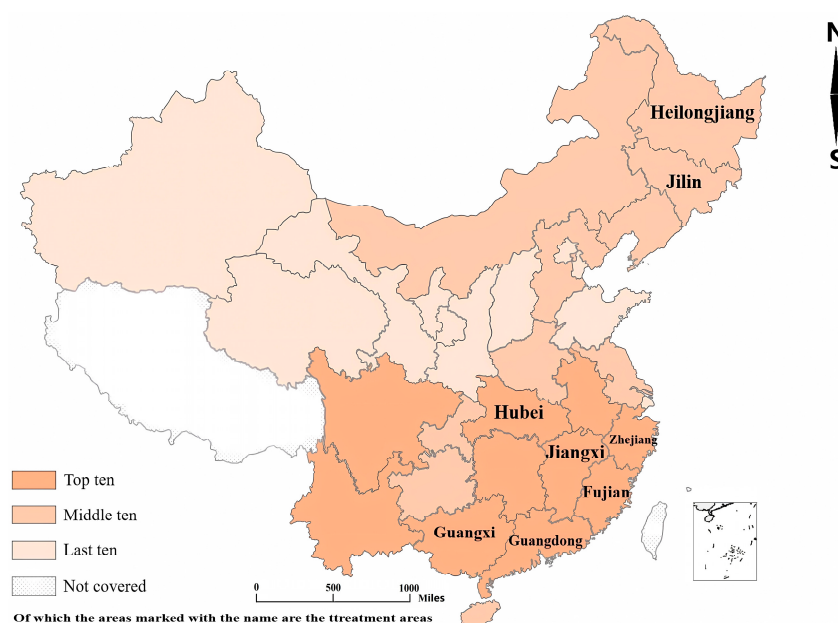 N
Heilongjiang
Jilin
S
Hubei
Zhejiang
Jiangxi
Fujian
Guangxi
Guangdong
Top ten
Middle ten
Last ten
Not covered
0 500 1000
Miles
Of which the areas marked with the name are the ttreatment areas